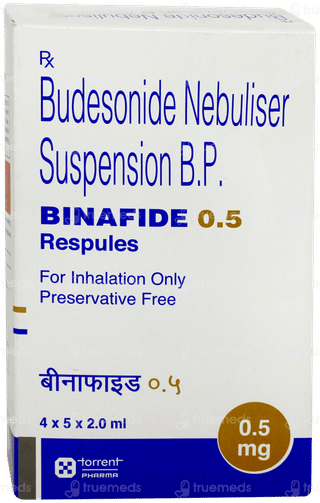 Rx
Budesonide Nebuliser
Suspension B.P.
BINAFIDE 0.5
Respules
For Inhalation Only
Preservative Free
बीनाफाइड ०.५
4 x 5 x 2.0 ml
0.5
mg
torrent
PHARMA
truemeds